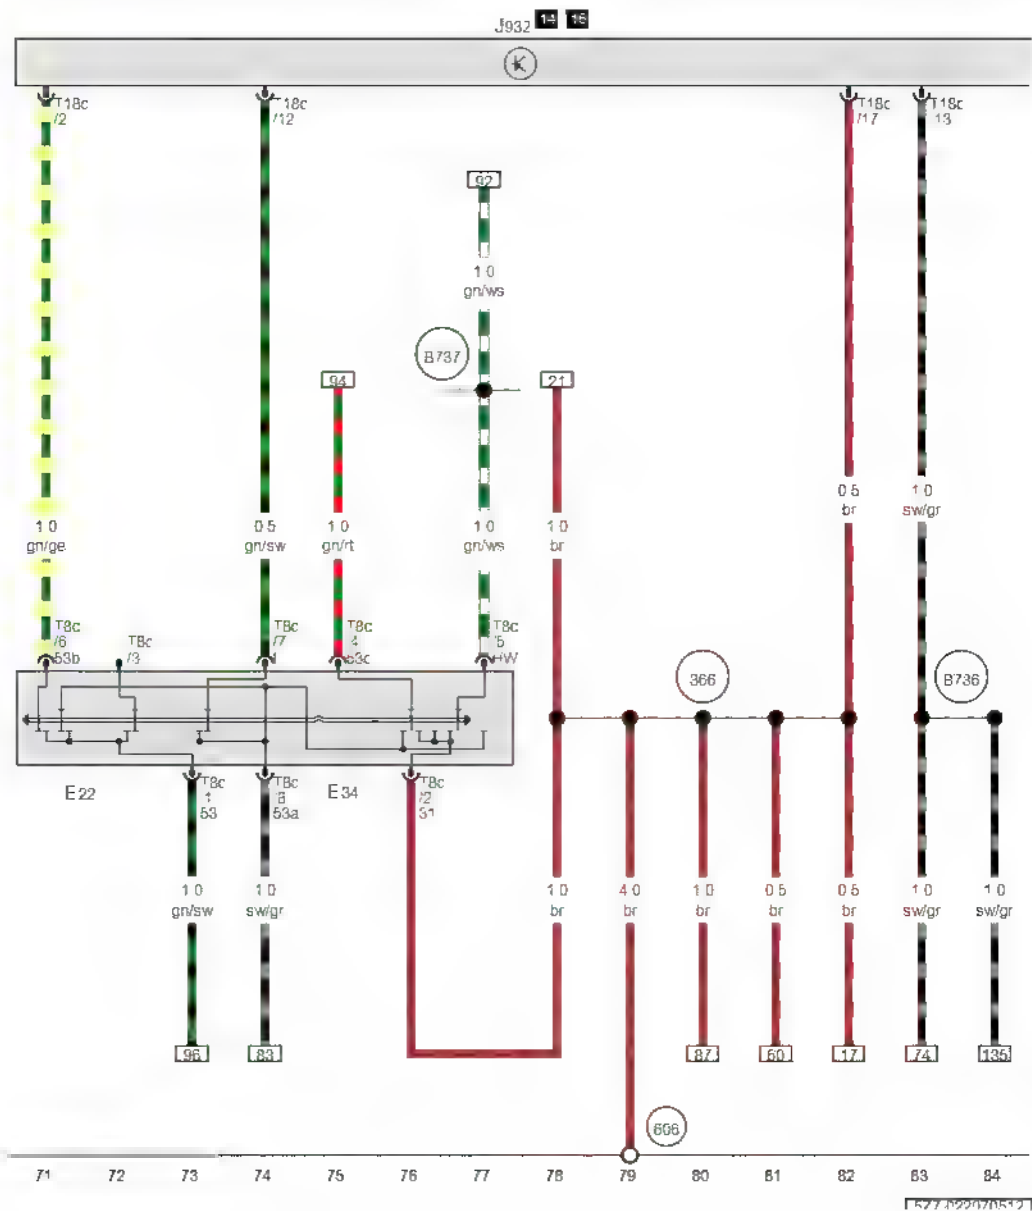 J932 14 15
K
T18c T18c T18c T18c
/2 /12 /17 13
92
1.0
gn/ws
B737
94 21
0.5 1.0
br sw/gr
1.0 0.5 1.0 1.0 1.0
gn/ge gn/sw gn/rt gn/ws br
T8c T8c T8c T8c T8c
/6 /3 /7 4 /5
53b 53c HW
366 B736
E22 T8c T8c E34 T8c
1 8 /2
53 53a 31
1.0 1.0 1.0 4.0 1.0 0.5 0.5 1.0 1.0
gn/sw sw/gr br br br br br sw/gr sw/gr
96 83 87 60 17 74 135
606
71 72 73 74 75 76 77 78 79 80 81 82 83 84